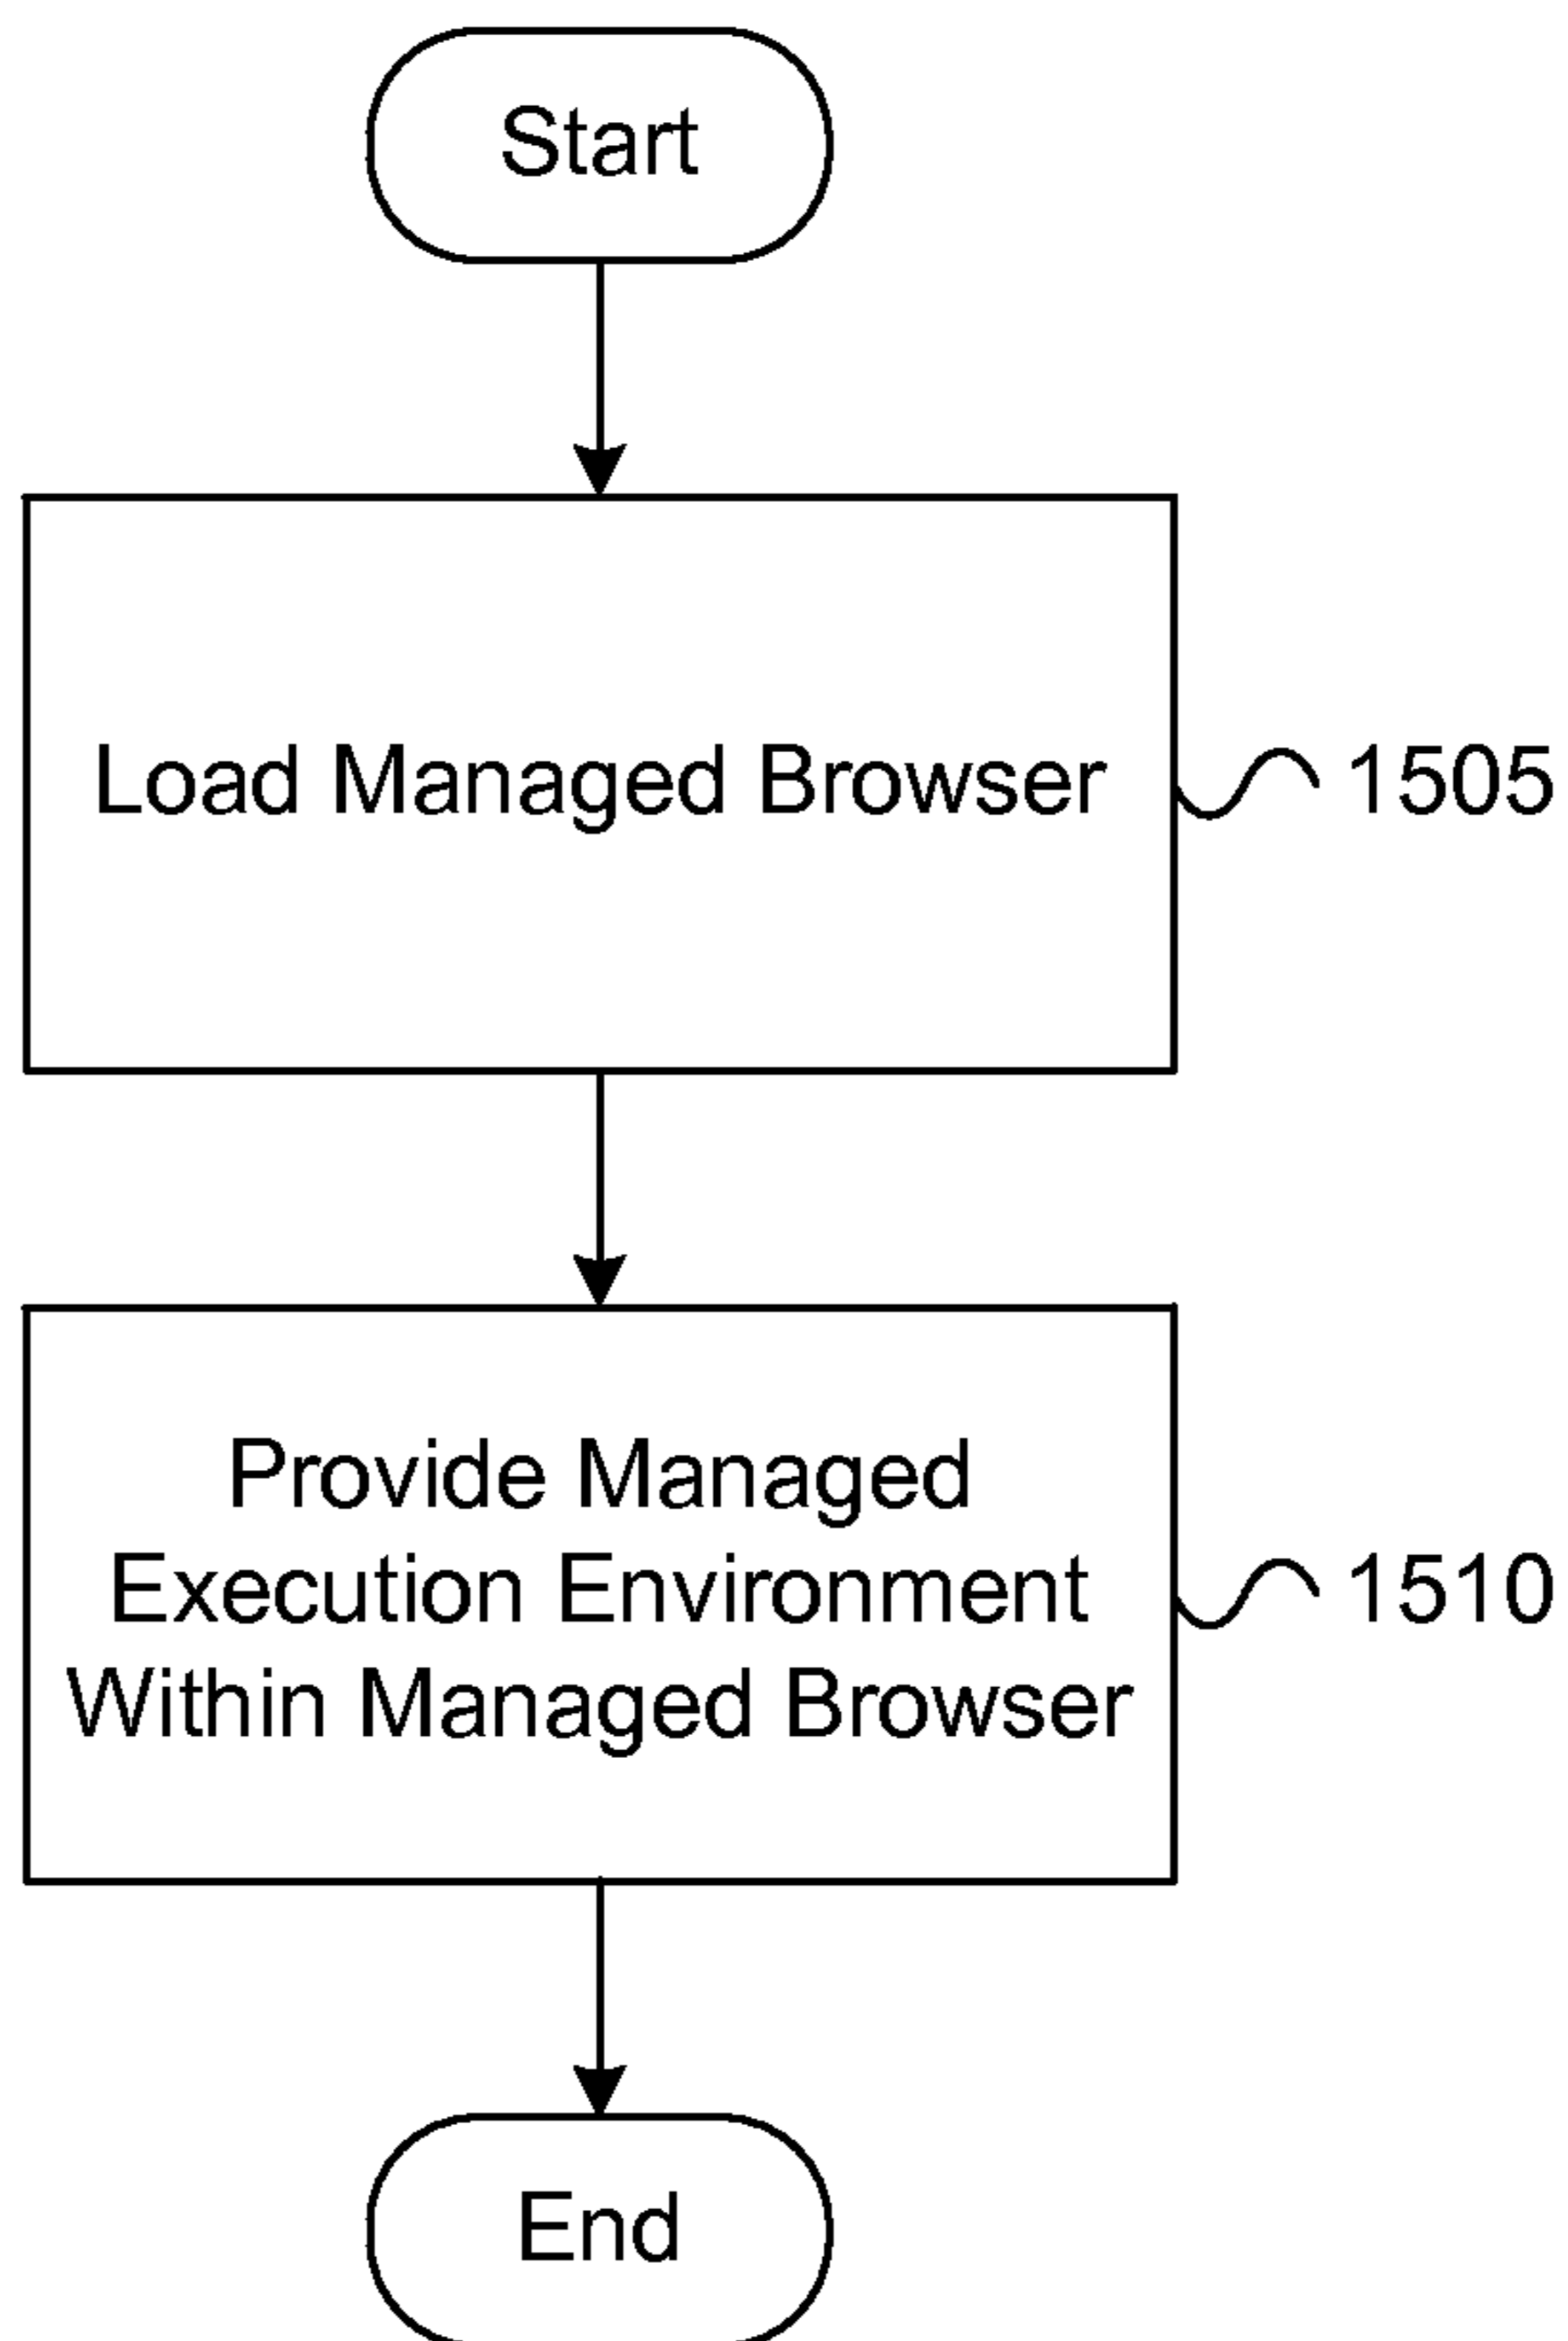 Start
Load Managed Browser
1505
Provide Managed
Execution Environment
Within Managed Browser
1510
End